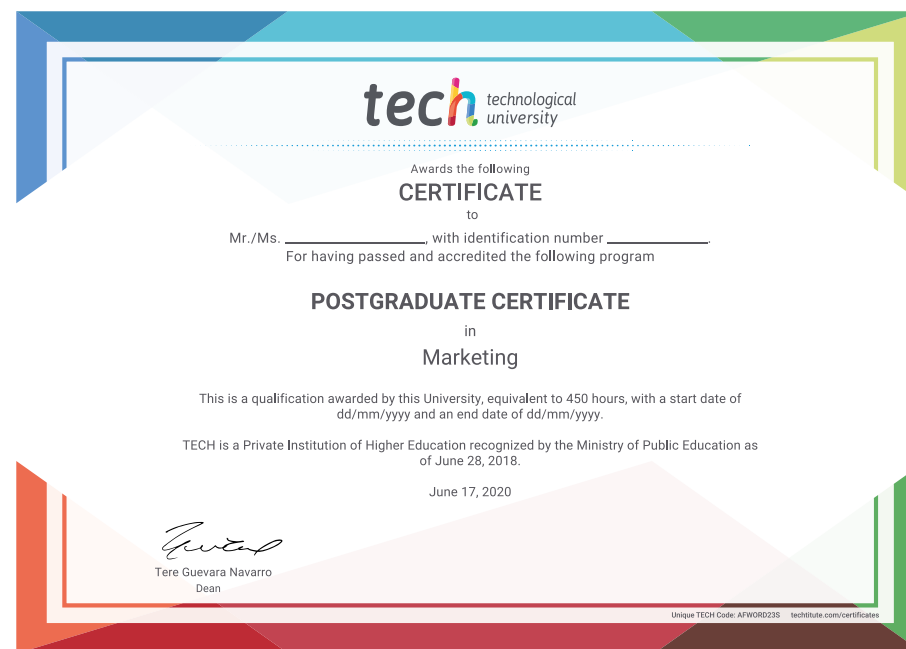 tech technological
university
Awards the following
CERTIFICATE
to
Mr./Ms. ____________________, with identification number ______________.
For having passed and accredited the following program
POSTGRADUATE CERTIFICATE
in
Marketing
This is a qualification awarded by this University, equivalent to 450 hours, with a start date of
dd/mm/yyyy and an end date of dd/mm/yyyy.
TECH is a Private Institution of Higher Education recognized by the Ministry of Public Education as
of June 28, 2018.
June 17, 2020
Tere Guevara Navarro
Dean
Unique TECH Code: AFWORD23S techtitute.com/certificates